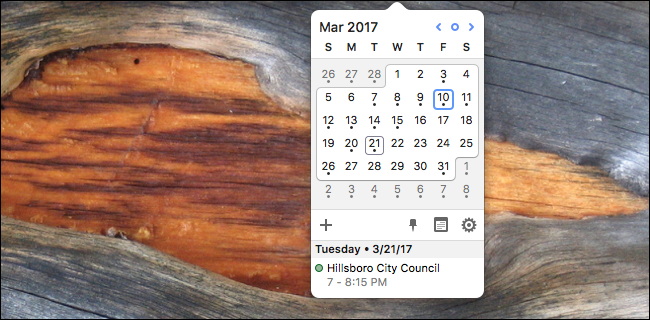 Mar 2017
S M T W T F S
26 27 28 1 2 3 4
5 6 7 8 9 10 11
12 13 14 15 16 17 18
19 20 21 22 23 24 25
26 27 28 29 30 31 1
2 3 4 5 6 7 8
Tuesday • 3/21/17
Hillsboro City Council
7 - 8:15 PM